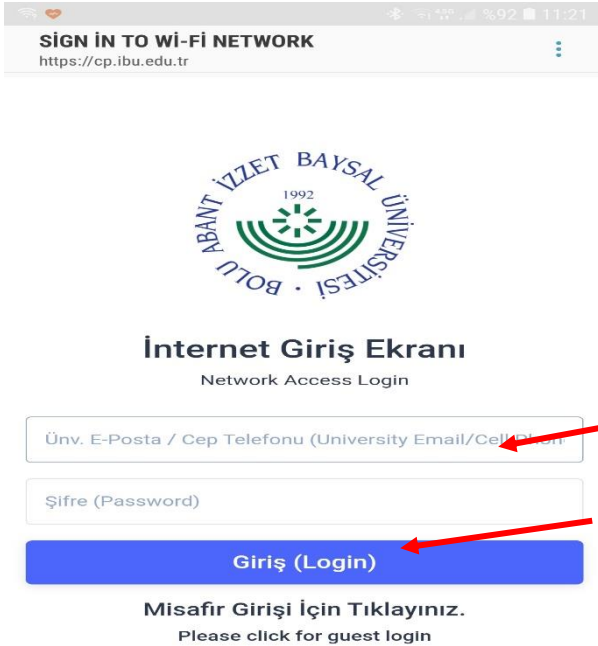 %92 11:21
SİGN İN TO Wİ-Fİ NETWORK
https://cp.ibu.edu.tr
BOLU ABANT İZZET BAYSAL ÜNİVERSİTESİ
1992
İnternet Giriş Ekranı
Network Access Login
Ünv. E-Posta / Cep Telefonu (University Email/Cell
Şifre (Password)
Giriş (Login)
Misafir Girişi İçin Tıklayınız.
Please click for guest login